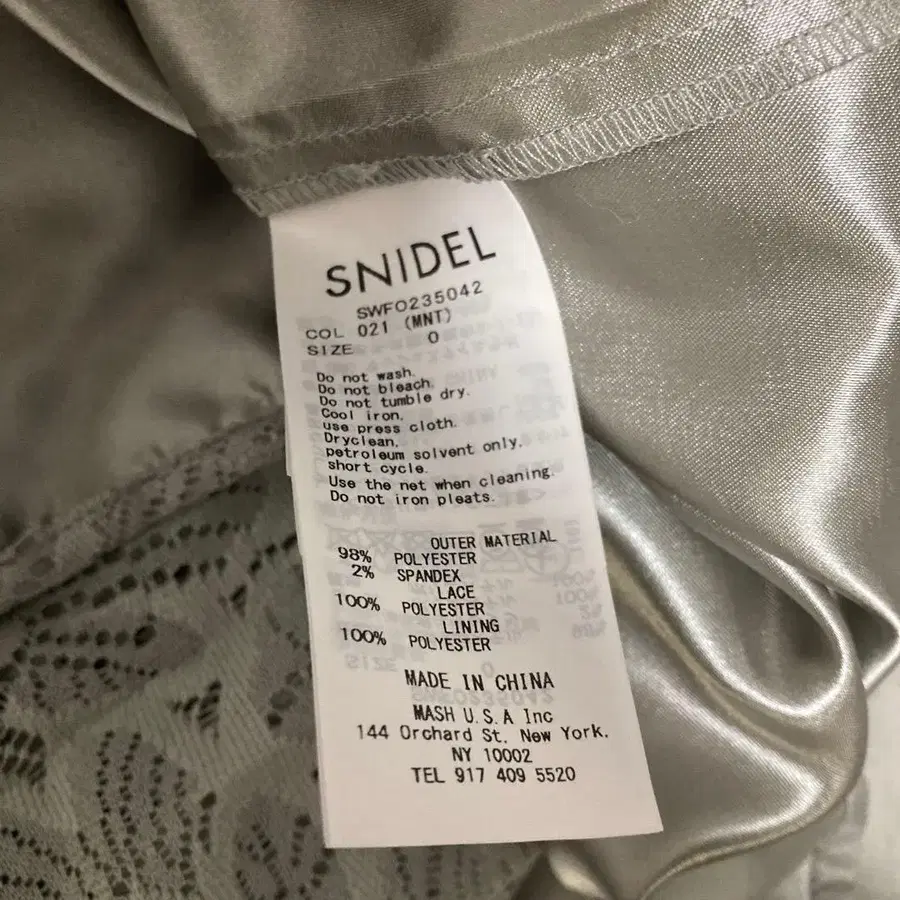 SNIDEL
SWFO235042
COL 021 (MNT)
SIZE 0
Do not wash.
Do not bleach.
Do not tumble dry.
Cool iron.
use press cloth.
Dryclean,
petroleum solvent only,
short cycle.
Use the net when cleaning.
Do not iron pleats.
OUTER MATERIAL
98% POLYESTER
2% SPANDEX
LACE
100% POLYESTER
LINING
100% POLYESTER
MADE IN CHINA
MASH U.S.A Inc
144 Orchard St. New York.
NY 10002
TEL 917 409 5520